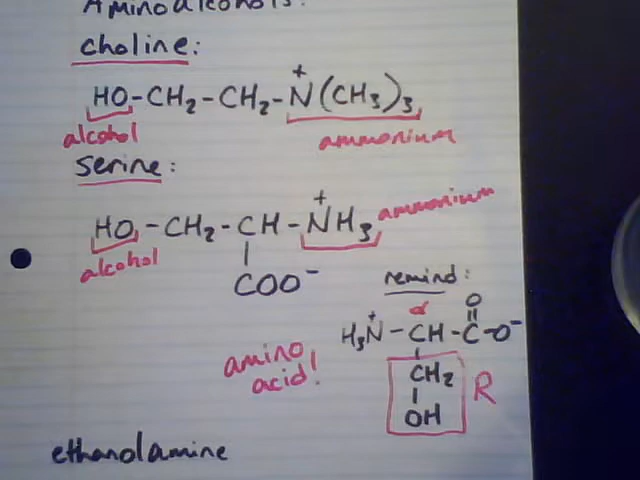 Aminoalcohols:
choline:
HO-CH₂-CH₂-N⁺(CH₃)₃
alcohol ammonium
serine:
HO-CH₂-CH-N⁺H₃ ammonium
alcohol
|
COO⁻
remind:
α O
H₃N⁺-CH-C-O⁻
amino acid!
CH₂ R
|
OH
ethanolamine